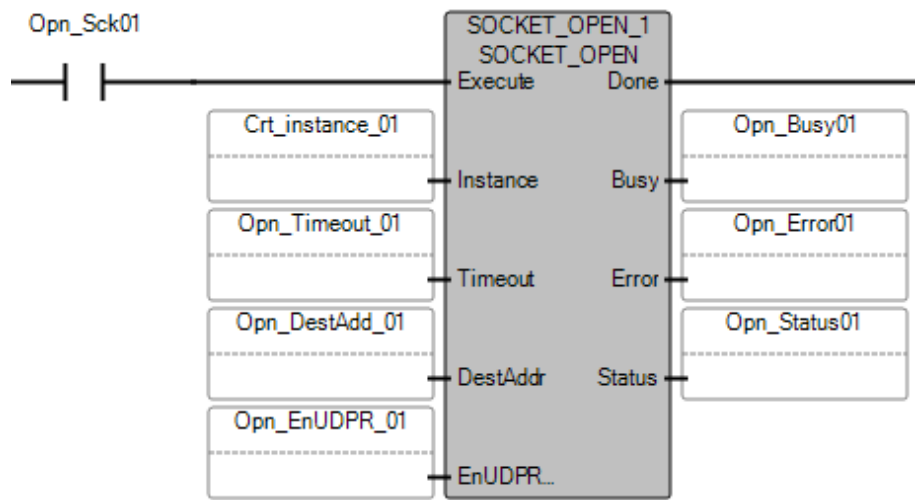 Opn_Sck01
SOCKET_OPEN_1
SOCKET_OPEN
Execute Done
Crt_instance_01 Opn_Busy01
Instance Busy
Opn_Timeout_01 Opn_Error01
Timeout Error
Opn_DestAdd_01 Opn_Status01
DestAddr Status
Opn_EnUDPR_01
EnUDPR...